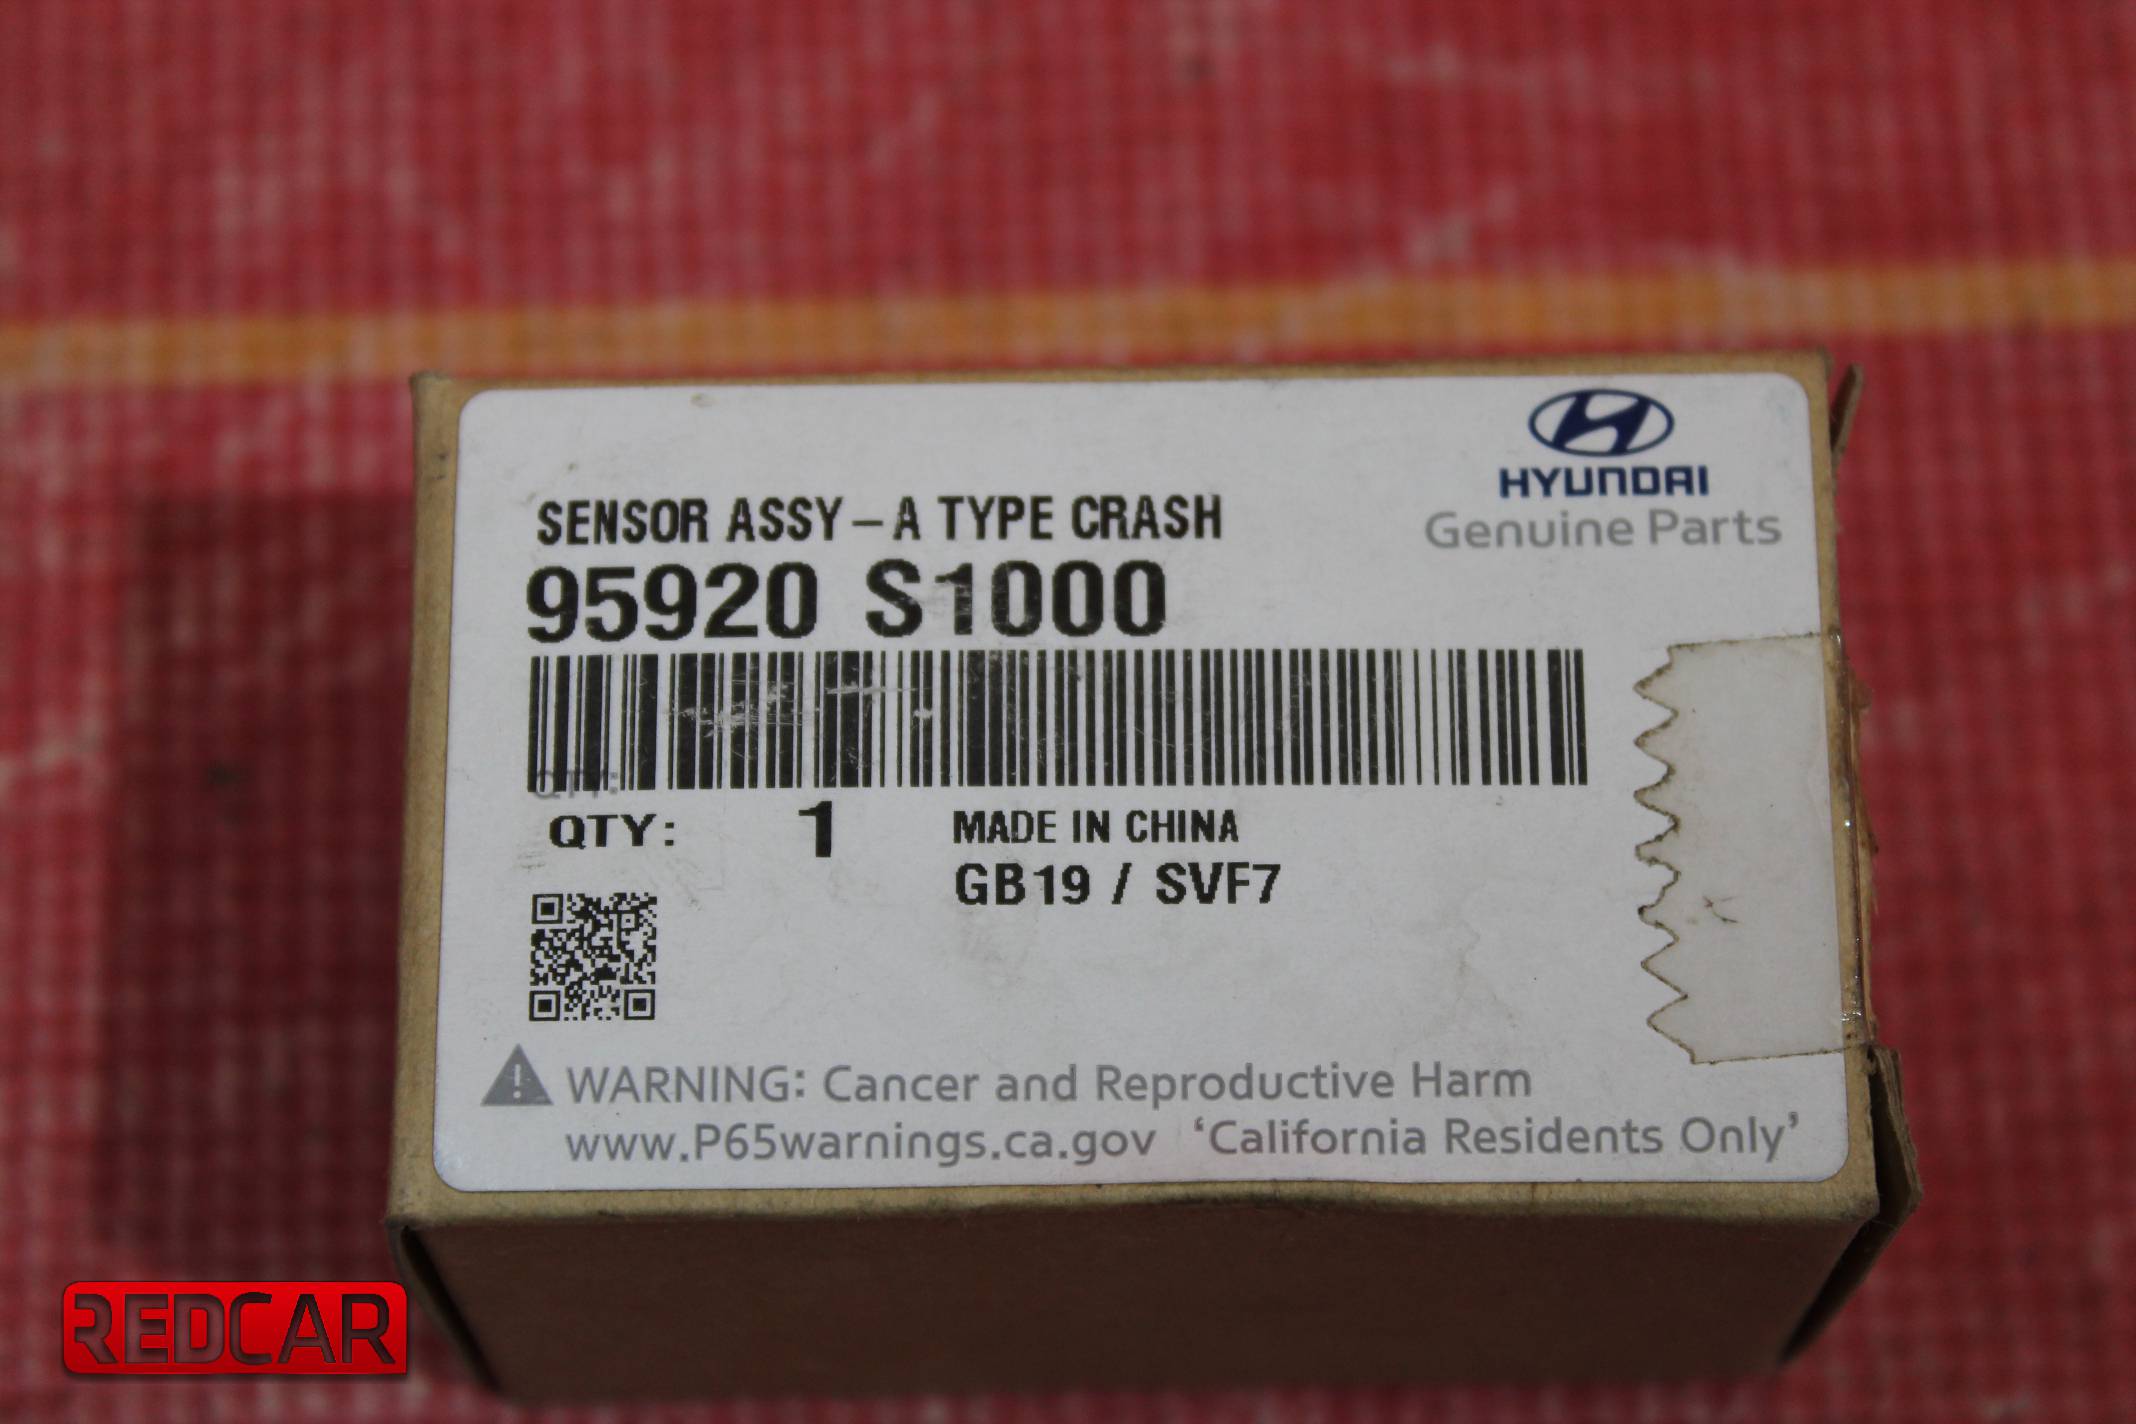 HYUNDAI
Genuine Parts
SENSOR ASSY-A TYPE CRASH
95920 S1000
QTY:
QTY: 1 MADE IN CHINA
GB19 / SVF7
WARNING: Cancer and Reproductive Harm
www.P65warnings.ca.gov 'California Residents Only'
REDCAR